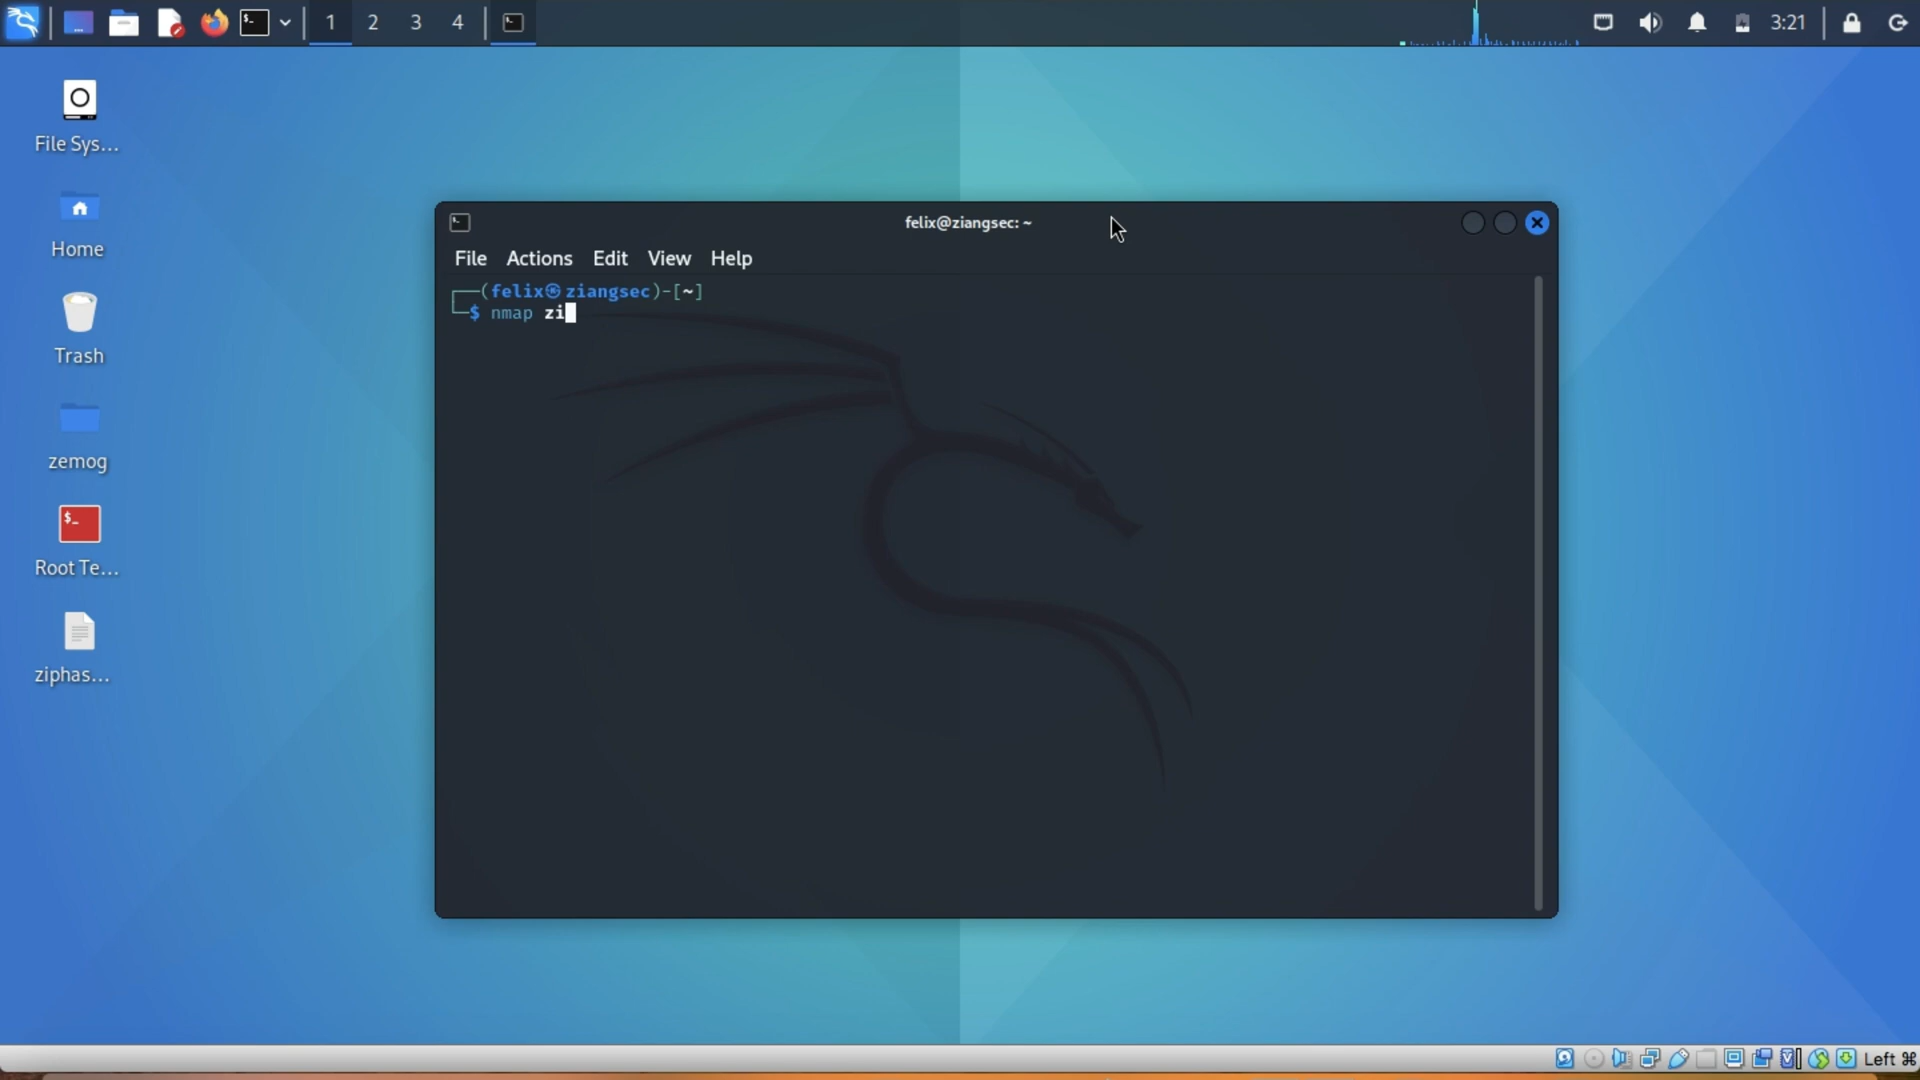 1 2 3 4 3:21
File Sys...
Home
Trash
zemog
Root Te...
ziphas...
felix@ziangsec: ~
File Actions Edit View Help
┌──(felix㉿ziangsec)-[~]
└─$ nmap zi
Left ⌘